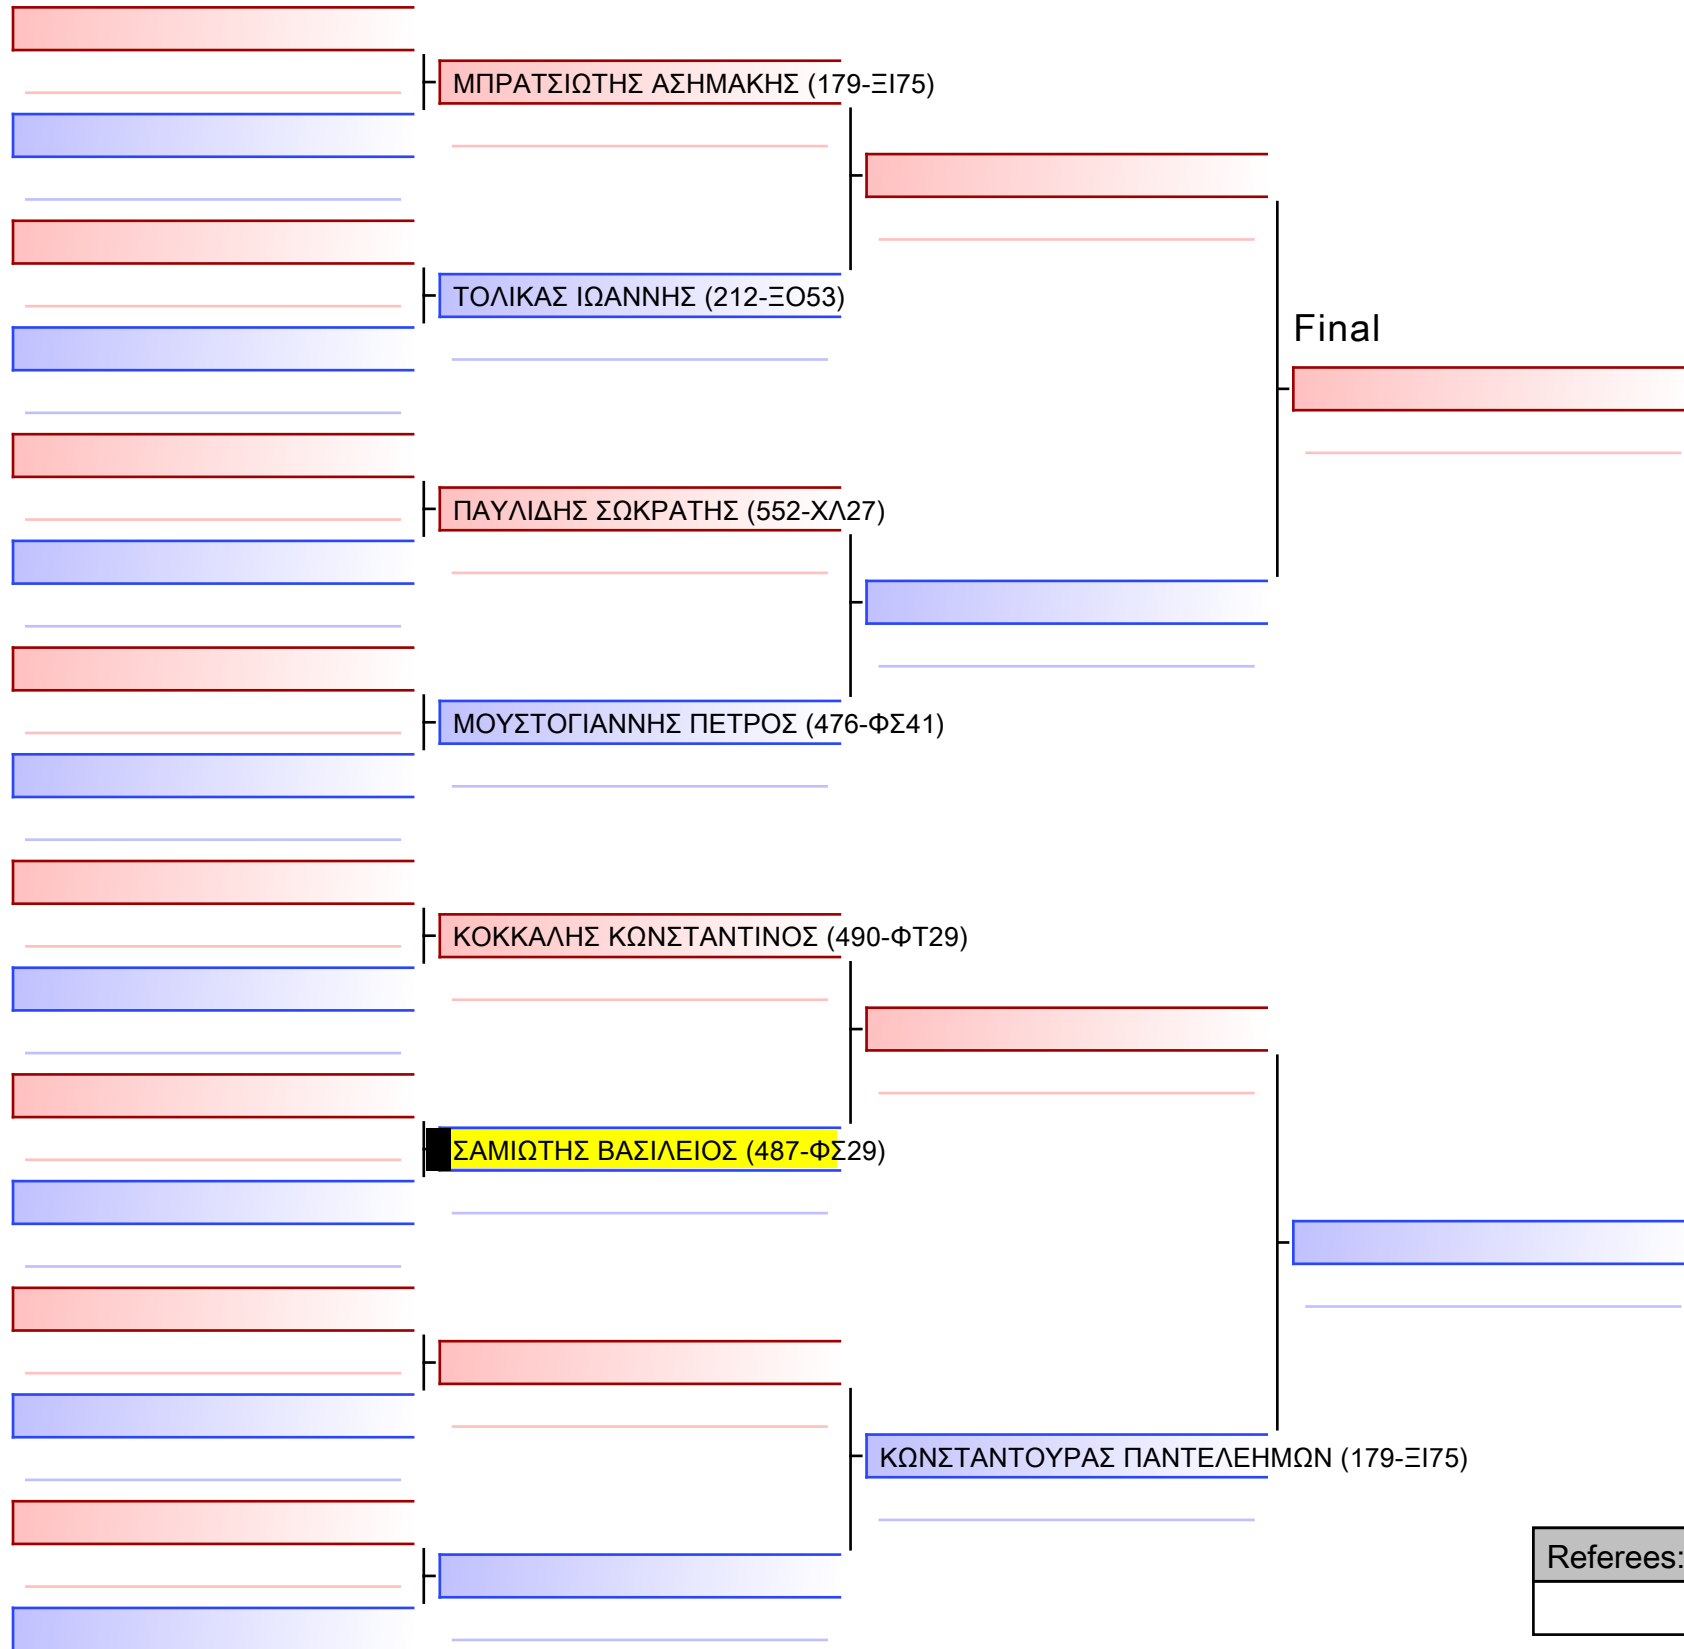 ΜΠΡΑΤΣΙΩΤΗΣ ΑΣΗΜΑΚΗΣ (179-ΞΙ75)
ΤΟΛΙΚΑΣ ΙΩΑΝΝΗΣ (212-ΞΟ53)
Final
ΠΑΥΛΙΔΗΣ ΣΩΚΡΑΤΗΣ (552-ΧΛ27)
ΜΟΥΣΤΟΓΙΑΝΝΗΣ ΠΕΤΡΟΣ (476-ΦΣ41)
ΚΟΚΚΑΛΗΣ ΚΩΝΣΤΑΝΤΙΝΟΣ (490-ΦΤ29)
ΣΑΜΙΩΤΗΣ ΒΑΣΙΛΕΙΟΣ (487-ΦΣ29)
ΚΩΝΣΤΑΝΤΟΥΡΑΣ ΠΑΝΤΕΛΕΗΜΩΝ (179-ΞΙ75)
Referees: